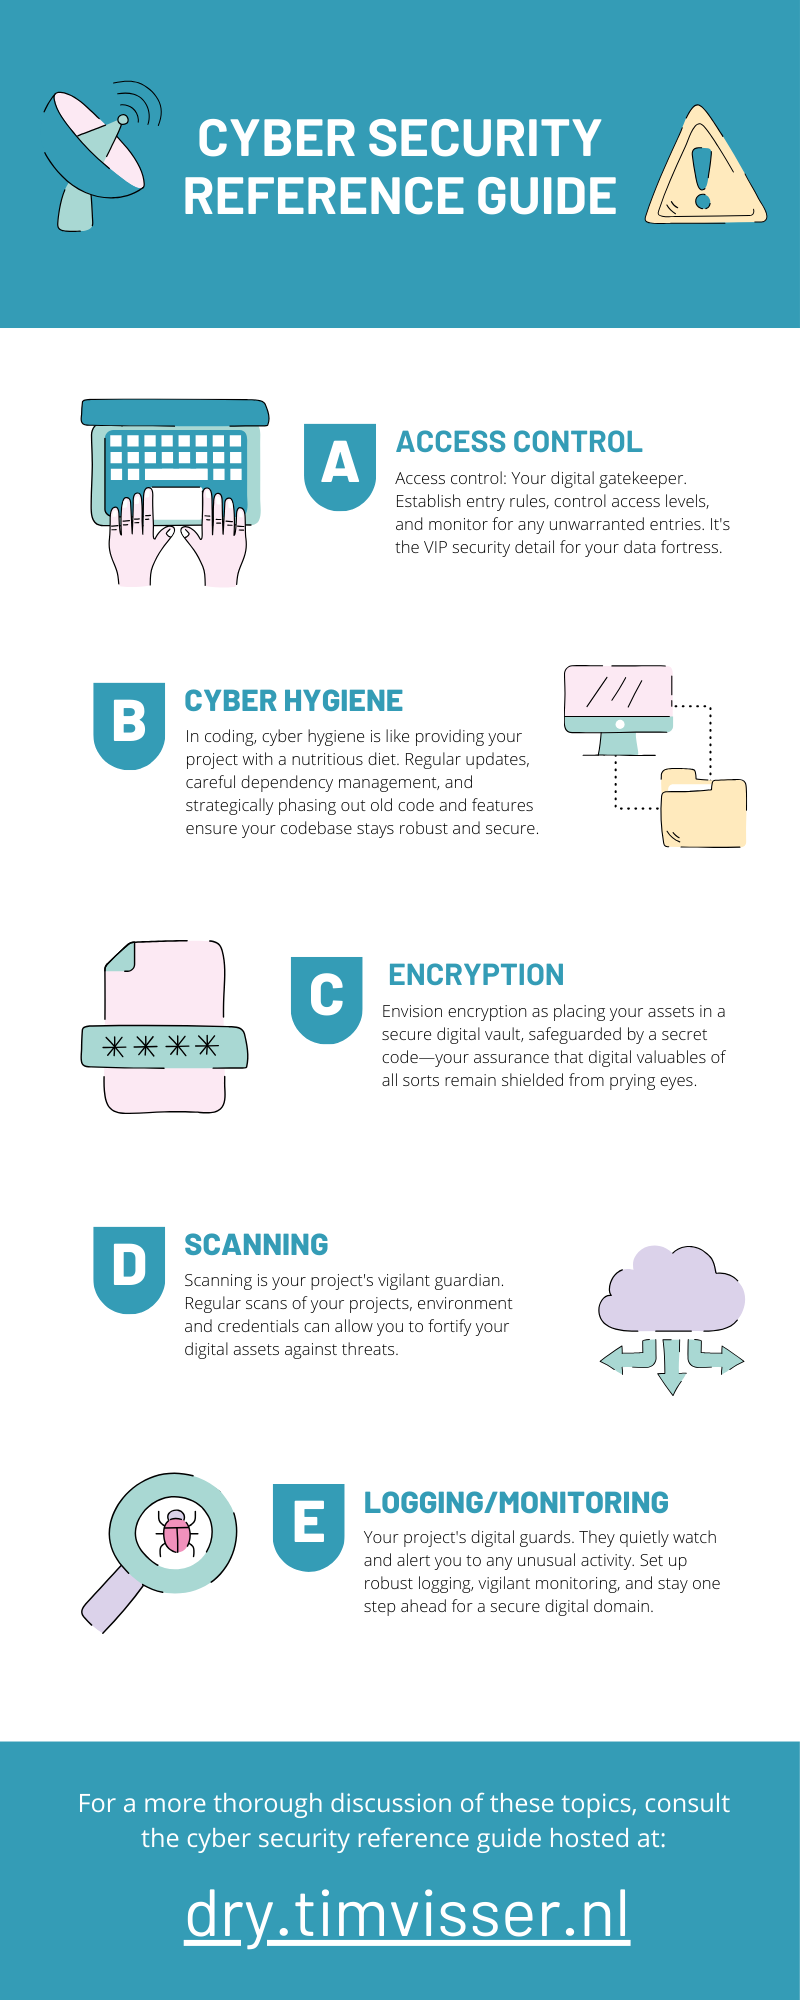 CYBER SECURITY
REFERENCE GUIDE
A
ACCESS CONTROL
Access control: Your digital gatekeeper.
Establish entry rules, control access levels,
and monitor for any unwarranted entries. It's
the VIP security detail for your data fortress.
B
CYBER HYGIENE
In coding, cyber hygiene is like providing your
project with a nutritious diet. Regular updates,
careful dependency management, and
strategically phasing out old code and features
ensure your codebase stays robust and secure.
C
ENCRYPTION
Envision encryption as placing your assets in a
secure digital vault, safeguarded by a secret
code—your assurance that digital valuables of
all sorts remain shielded from prying eyes.
D
SCANNING
Scanning is your project's vigilant guardian.
Regular scans of your projects, environment
and credentials can allow you to fortify your
digital assets against threats.
E
LOGGING/MONITORING
Your project's digital guards. They quietly watch
and alert you to any unusual activity. Set up
robust logging, vigilant monitoring, and stay one
step ahead for a secure digital domain.
For a more thorough discussion of these topics, consult
the cyber security reference guide hosted at:
dry.timvisser.nl